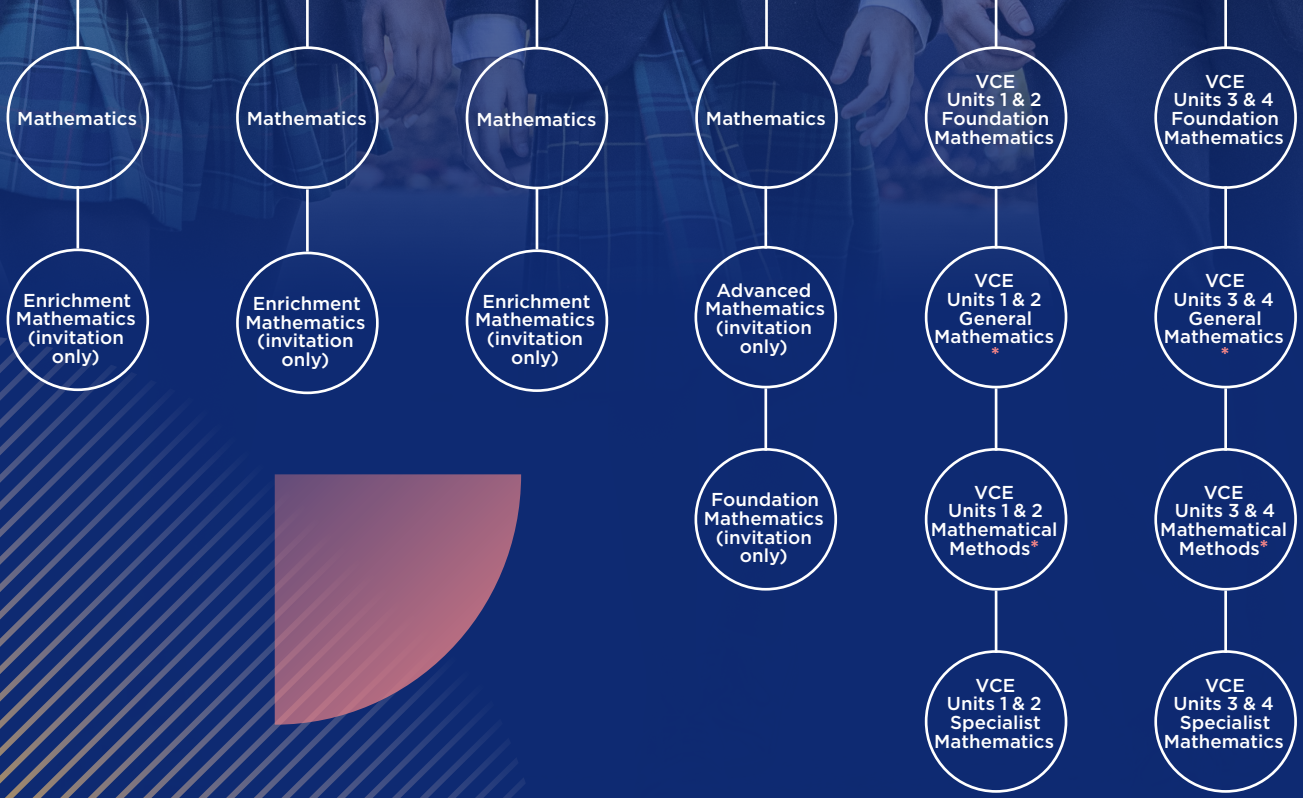 Mathematics
Enrichment
Mathematics
(invitation
only)
Mathematics
Enrichment
Mathematics
(invitation
only)
Mathematics
Enrichment
Mathematics
(invitation
only)
Mathematics
Advanced
Mathematics
(invitation
only)
Foundation
Mathematics
(invitation
only)
VCE
Units 1 & 2
Foundation
Mathematics
VCE
Units 1 & 2
General
Mathematics
*
VCE
Units 1 & 2
Mathematical
Methods*
VCE
Units 1 & 2
Specialist
Mathematics
VCE
Units 3 & 4
Foundation
Mathematics
VCE
Units 3 & 4
General
Mathematics
*
VCE
Units 3 & 4
Mathematical
Methods*
VCE
Units 3 & 4
Specialist
Mathematics